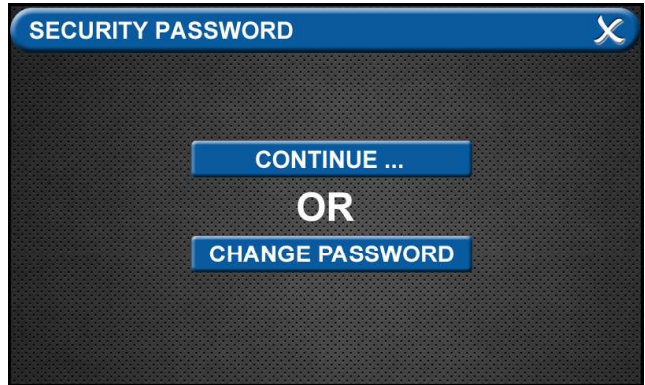 SECURITY PASSWORD
CONTINUE ...
OR
CHANGE PASSWORD